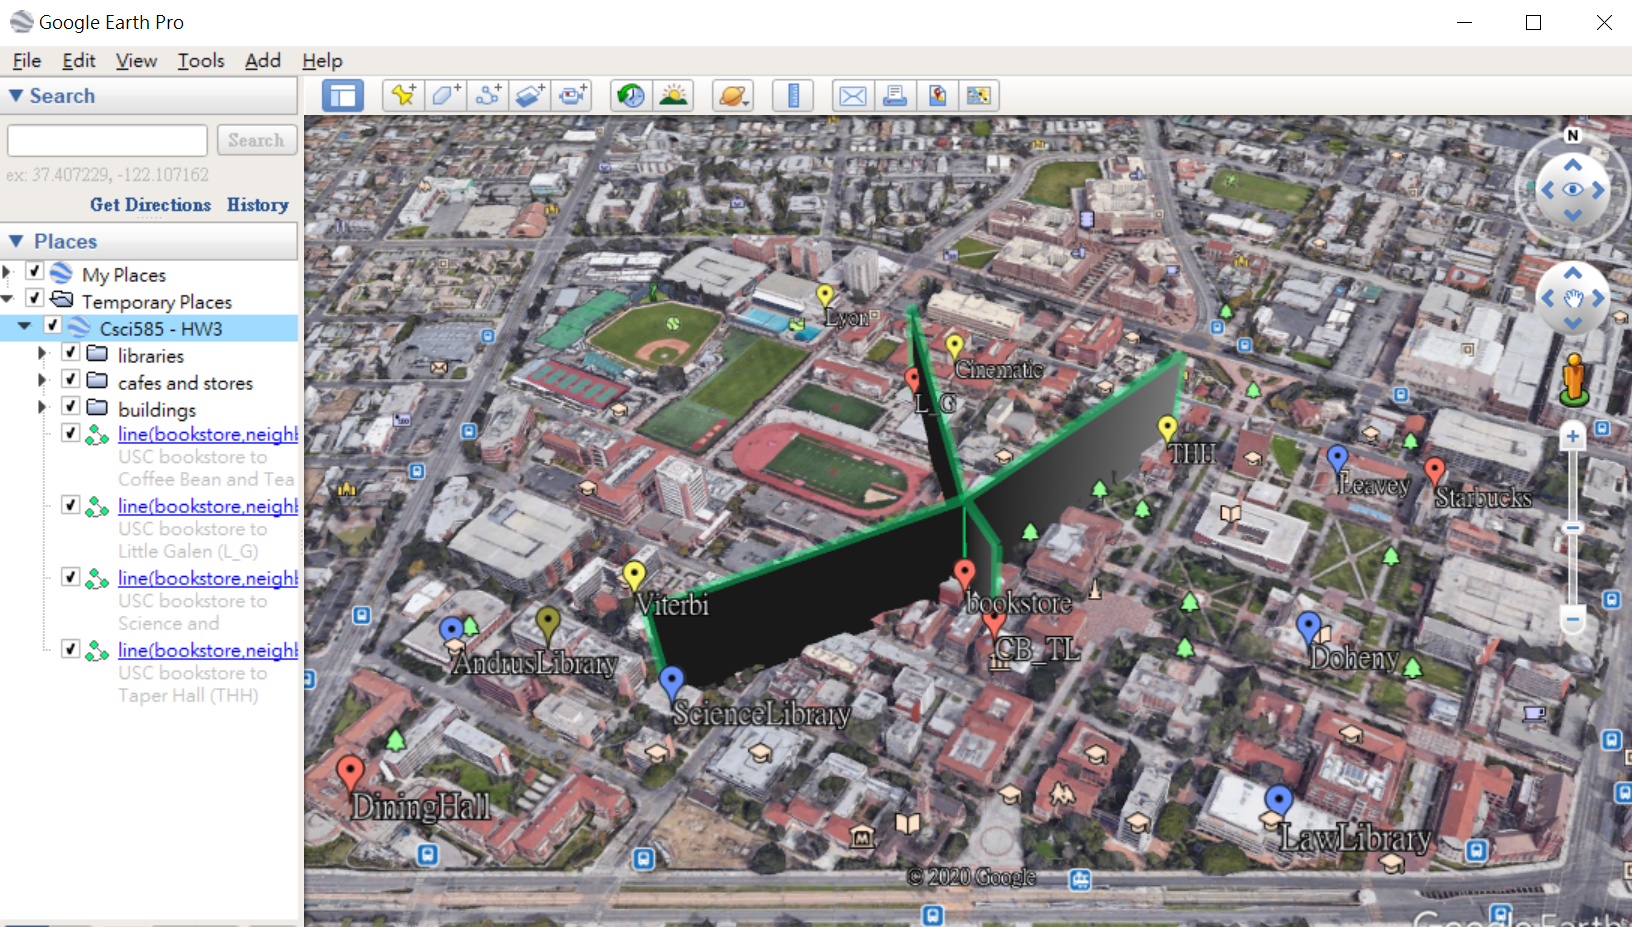 Google Earth Pro
File Edit View Tools Add Help
Search
Search
ex: 37.407229, -122.107162
Get Directions History
Places
My Places
Temporary Places
Csci585 - HW3
libraries
cafes and stores
buildings
line(bookstore,neighb
USC bookstore to
Coffee Bean and Tea
line(bookstore,neighb
USC bookstore to
Little Galen (L_G)
line(bookstore,neighb
USC bookstore to
Science and
line(bookstore,neighb
USC bookstore to
Taper Hall (THH)
N
Lyon
Cinematic
L_G
THH
Leavey
Starbucks
bookstore
Viterbi
CB_TL
AndrusLibrary
Doheny
ScienceLibrary
DiningHall
LawLibrary
© 2020 Google
Google Earth